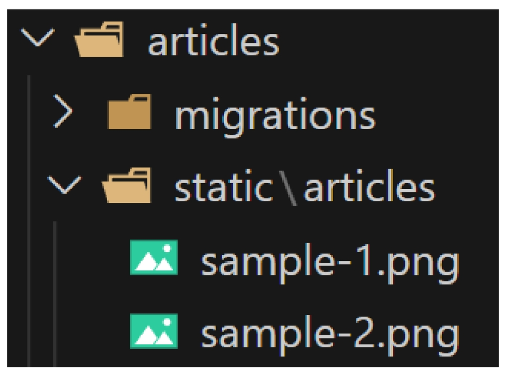 articles
migrations
static\articles
sample-1.png
sample-2.png